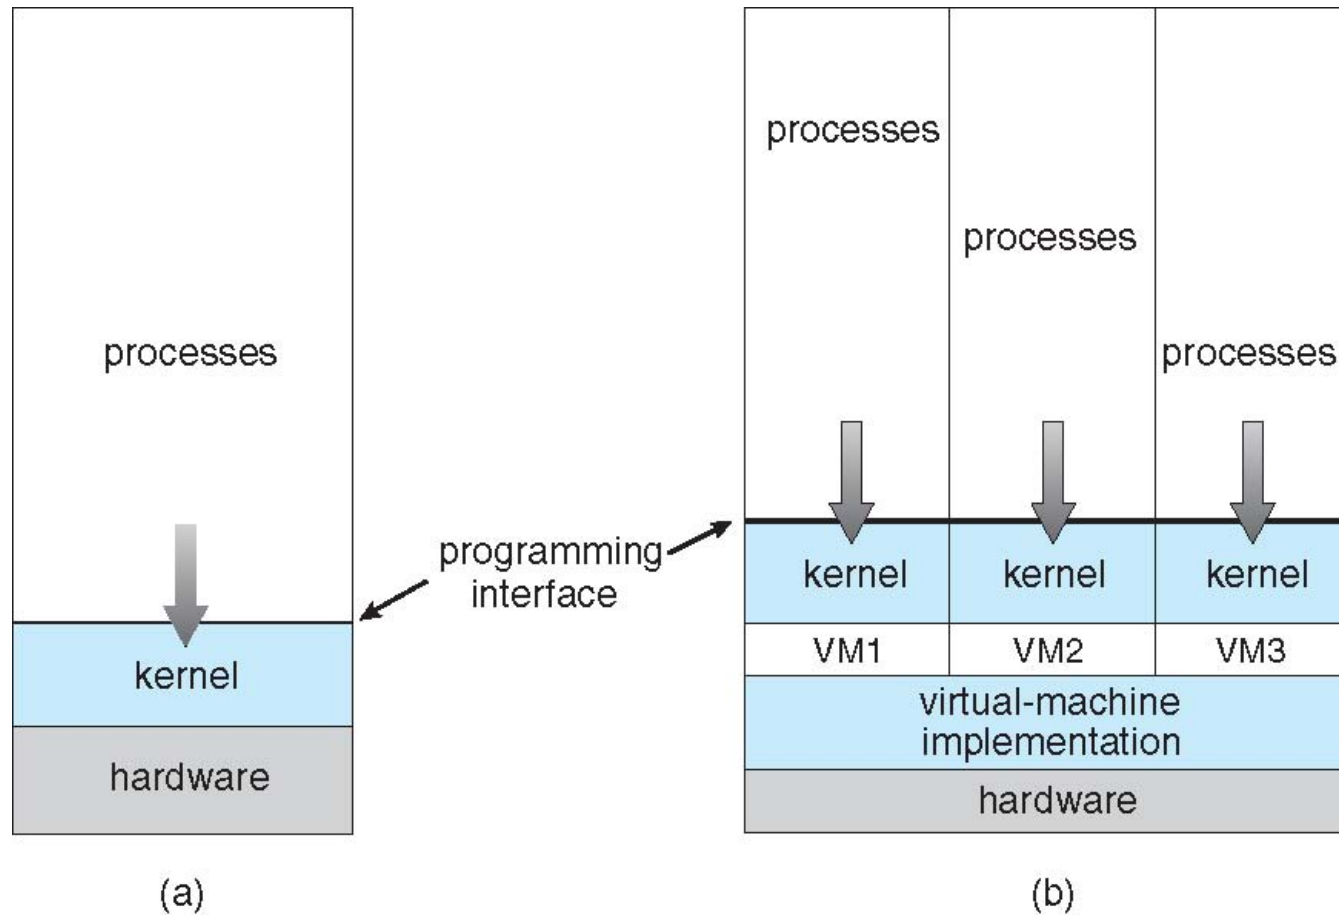 processes
kernel
hardware
(a)
programming
interface
processes
processes
processes
kernel
kernel
kernel
VM1
VM2
VM3
virtual-machine
implementation
hardware
(b)